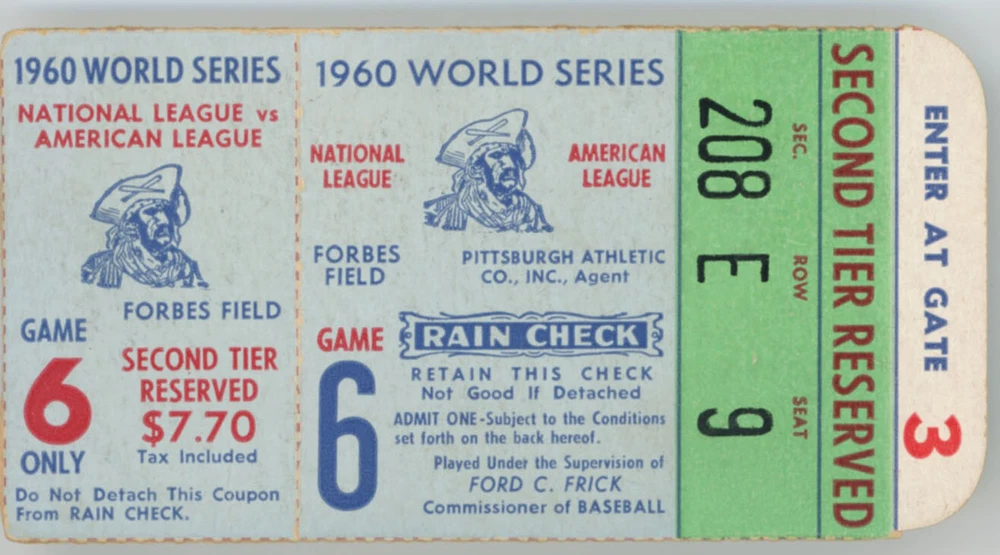 1960 WORLD SERIES
NATIONAL LEAGUE vs
AMERICAN LEAGUE
FORBES FIELD
GAME
6
ONLY
SECOND TIER
RESERVED
$7.70
Tax Included
Do Not Detach This Coupon
From RAIN CHECK.
1960 WORLD SERIES
NATIONAL
LEAGUE
AMERICAN
LEAGUE
FORBES
FIELD
PITTSBURGH ATHLETIC
CO., INC., Agent
GAME
6
RAIN CHECK
RETAIN THIS CHECK
Not Good If Detached
ADMIT ONE-Subject to the Conditions
set forth on the back hereof.
Played Under the Supervision of
FORD C. FRICK
Commissioner of BASEBALL
SECOND TIER RESERVED
SEC. ROW SEAT
208 E 9
ENTER AT GATE 3